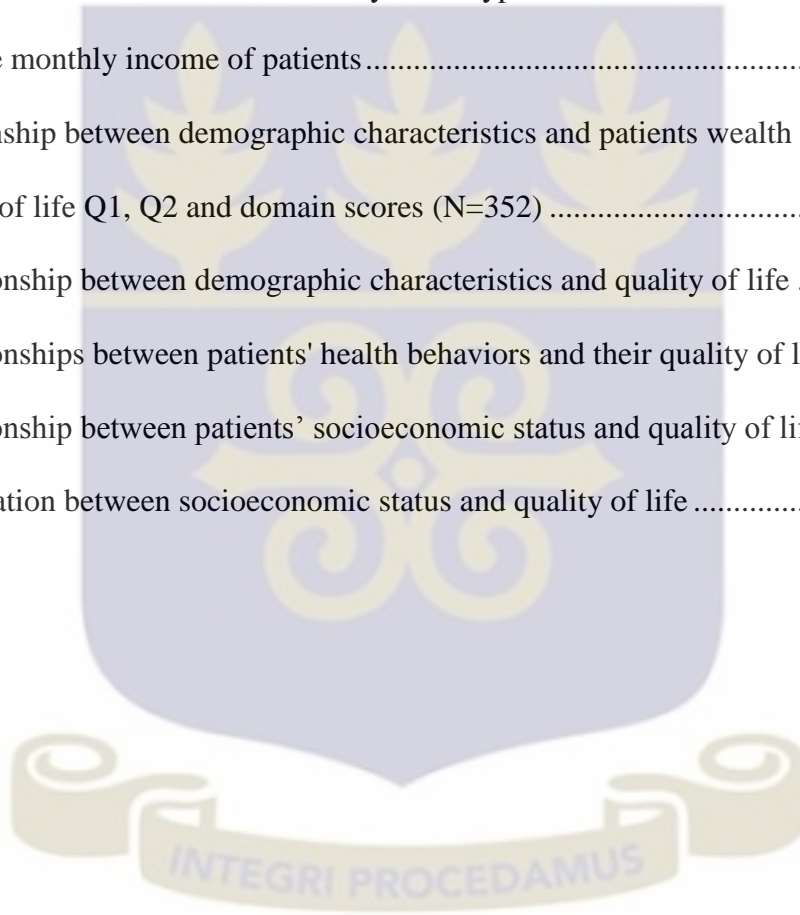 e monthly income of patients ................................................
nship between demographic characteristics and patients wealth
of life Q1, Q2 and domain scores (N=352) ...........................
onship between demographic characteristics and quality of life .
onships between patients' health behaviors and their quality of l
onship between patients’ socioeconomic status and quality of li
ation between socioeconomic status and quality of life ............
INTEGRI PROCEDAMUS